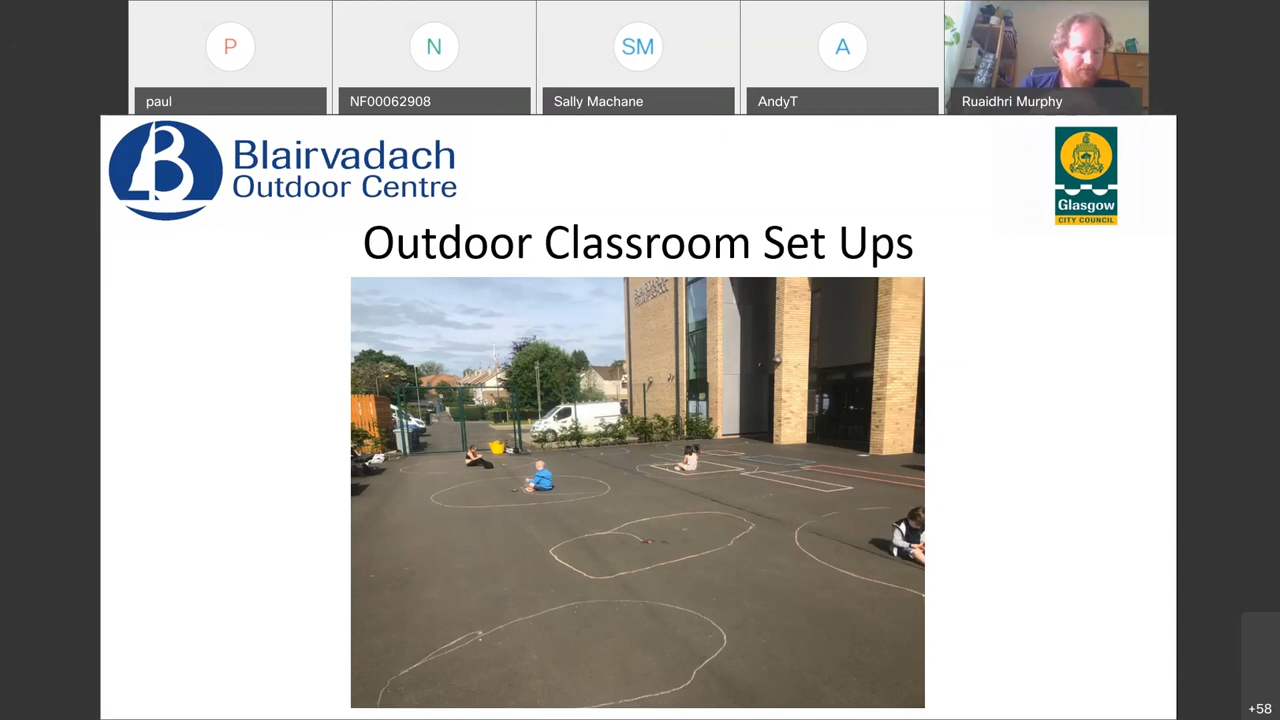 P
N
SM
A
paul
NF00062908
Sally Machane
AndyT
Ruaidhri Murphy
Blairvadach
Outdoor Centre
Glasgow
CITY COUNCIL
Outdoor Classroom Set Ups
+58